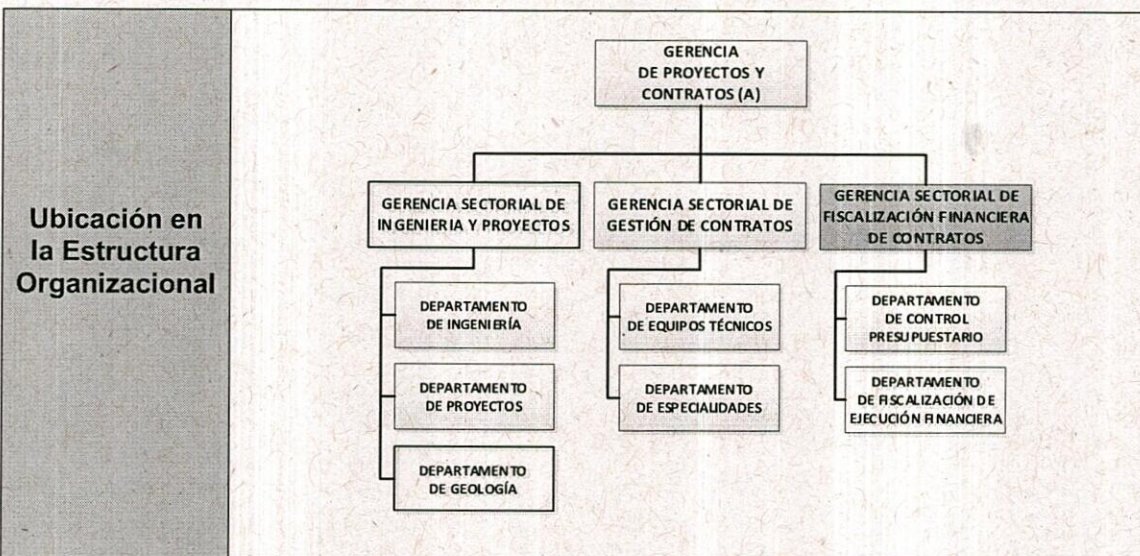 Ubicación en
la Estructura
Organizacional
GERENCIA
DE PROYECTOS Y
CONTRATOS (A)
GERENCIA SECTORIAL DE
INGENIERIA Y PROYECTOS
GERENCIA SECTORIAL DE
GESTIÓN DE CONTRATOS
GERENCIA SECTORIAL DE
FISCALIZACIÓN FINANCIERA
DE CONTRATOS
DEPARTAMENTO
DE INGENIERÍA
DEPARTAMENTO
DE PROYECTOS
DEPARTAMENTO
DE GEOLOGÍA
DEPARTAMENTO
DE EQUIPOS TÉCNICOS
DEPARTAMENTO
DE ESPECIALIDADES
DEPARTAMENTO
DE CONTROL
PRESUPUESTARIO
DEPARTAMENTO
DE FISCALIZACIÓN DE
EJECUCIÓN FINANCIERA